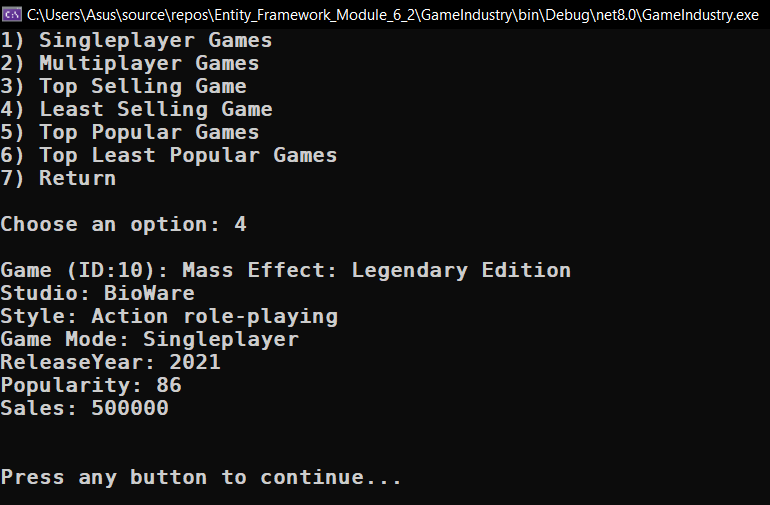 C:\Users\Asus\source\repos\Entity_Framework_Module_6_2\GameIndustry\bin\Debug\net8.0\GameIndustry.exe
1) Singleplayer Games
2) Multiplayer Games
3) Top Selling Game
4) Least Selling Game
5) Top Popular Games
6) Top Least Popular Games
7) Return
Choose an option: 4
Game (ID:10): Mass Effect: Legendary Edition
Studio: BioWare
Style: Action role-playing
Game Mode: Singleplayer
ReleaseYear: 2021
Popularity: 86
Sales: 500000
Press any button to continue...